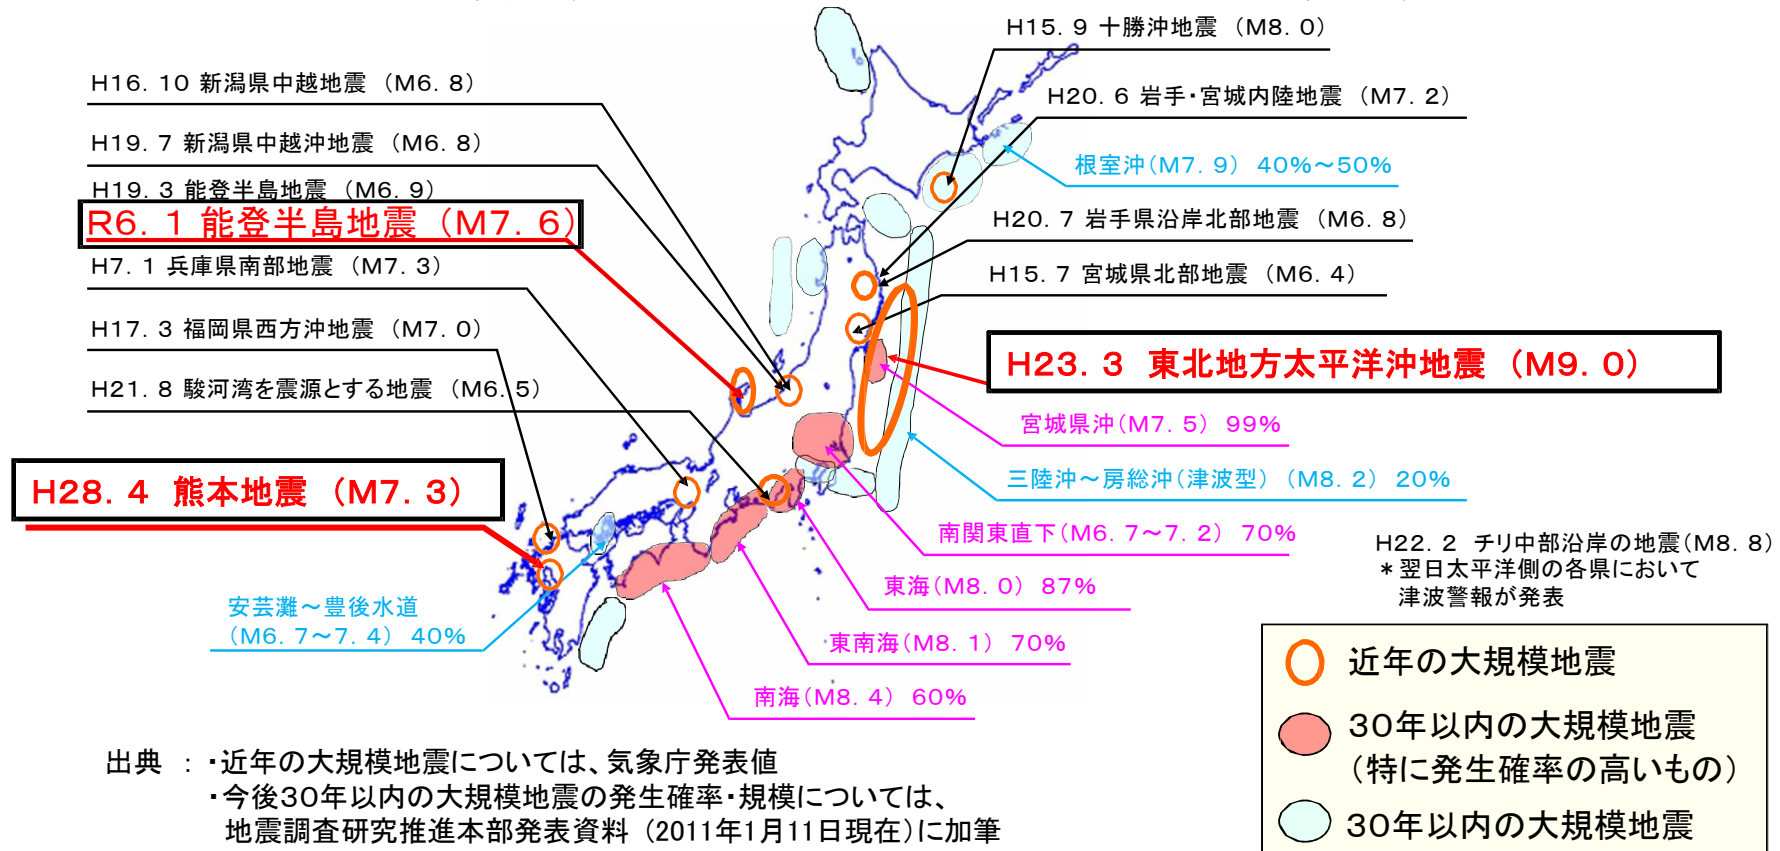 H15．9 十勝沖地震 （M8．0）
H16．10 新潟県中越地震 （M6．8）
H20．6 岩手・宮城内陸地震 （M7．2）
H19．7 新潟県中越沖地震 （M6．8）
根室沖（M7．9） 40%～50%
H19．3 能登半島地震 （M6．9）
R6．1 能登半島地震 （M7．6）
H20．7 岩手県沿岸北部地震 （M6．8）
H7．1 兵庫県南部地震 （M7．3）
H15．7 宮城県北部地震 （M6．4）
H17．3 福岡県西方沖地震 （M7．0）
H23．3 東北地方太平洋沖地震 （M9．0）
H21．8 駿河湾を震源とする地震 （M6．5）
宮城県沖（M7．5） 99%
H28．4 熊本地震 （M7．3）
三陸沖～房総沖（津波型） （M8．2） 20%
南関東直下（M6．7～7．2） 70%
H22．2 チリ中部沿岸の地震（M8．8）
＊翌日太平洋側の各県において
津波警報が発表
東海（M8．0） 87%
安芸灘～豊後水道
（M6．7～7．4） 40%
東南海（M8．1） 70%
南海（M8．4） 60%
近年の大規模地震
30年以内の大規模地震
（特に発生確率の高いもの）
30年以内の大規模地震
出典 ：・近年の大規模地震については、気象庁発表値
・今後30年以内の大規模地震の発生確率・規模については、
地震調査研究推進本部発表資料 （2011年1月11日現在）に加筆